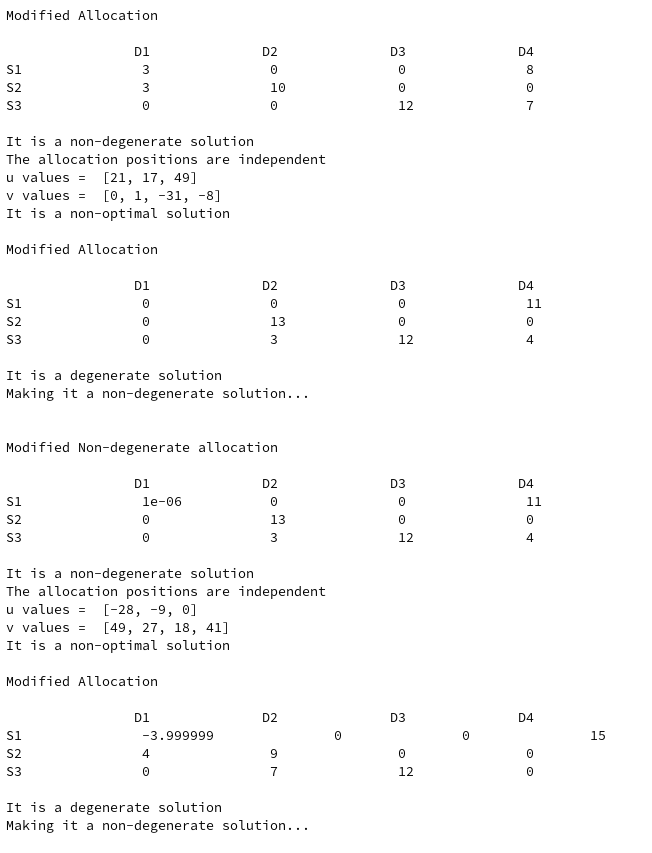 Modified Allocation
D1 D2 D3 D4
S1 3 0 0 8
S2 3 10 0 0
S3 0 0 12 7
It is a non-degenerate solution
The allocation positions are independent
u values =  [21, 17, 49]
v values =  [0, 1, -31, -8]
It is a non-optimal solution
Modified Allocation
D1 D2 D3 D4
S1 0 0 0 11
S2 0 13 0 0
S3 0 3 12 4
It is a degenerate solution
Making it a non-degenerate solution...
Modified Non-degenerate allocation
D1 D2 D3 D4
S1 1e-06 0 0 11
S2 0 13 0 0
S3 0 3 12 4
It is a non-degenerate solution
The allocation positions are independent
u values =  [-28, -9, 0]
v values =  [49, 27, 18, 41]
It is a non-optimal solution
Modified Allocation
D1 D2 D3 D4
S1 -3.999999 0 0 15
S2 4 9 0 0
S3 0 7 12 0
It is a degenerate solution
Making it a non-degenerate solution...